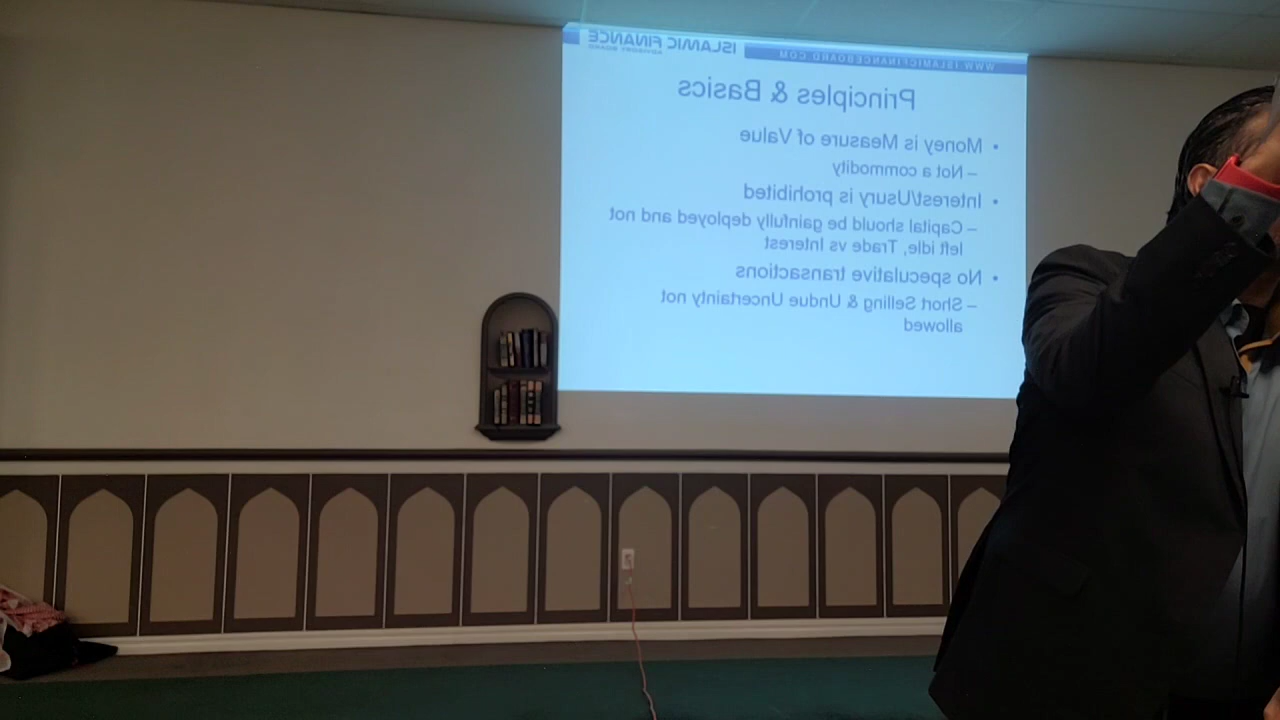 ISLAMIC FINANCE
ADVISORY BOARD
WWW.ISLAMICFINANCEBOARD.COM
Principles & Basics
• Money is Measure of Value
– Not a commodity
• Interest/Usury is prohibited
– Capital should be gainfully deployed and not
left idle, Trade vs Interest
• No speculative transactions
– Short Selling & Undue Uncertainty not
allowed